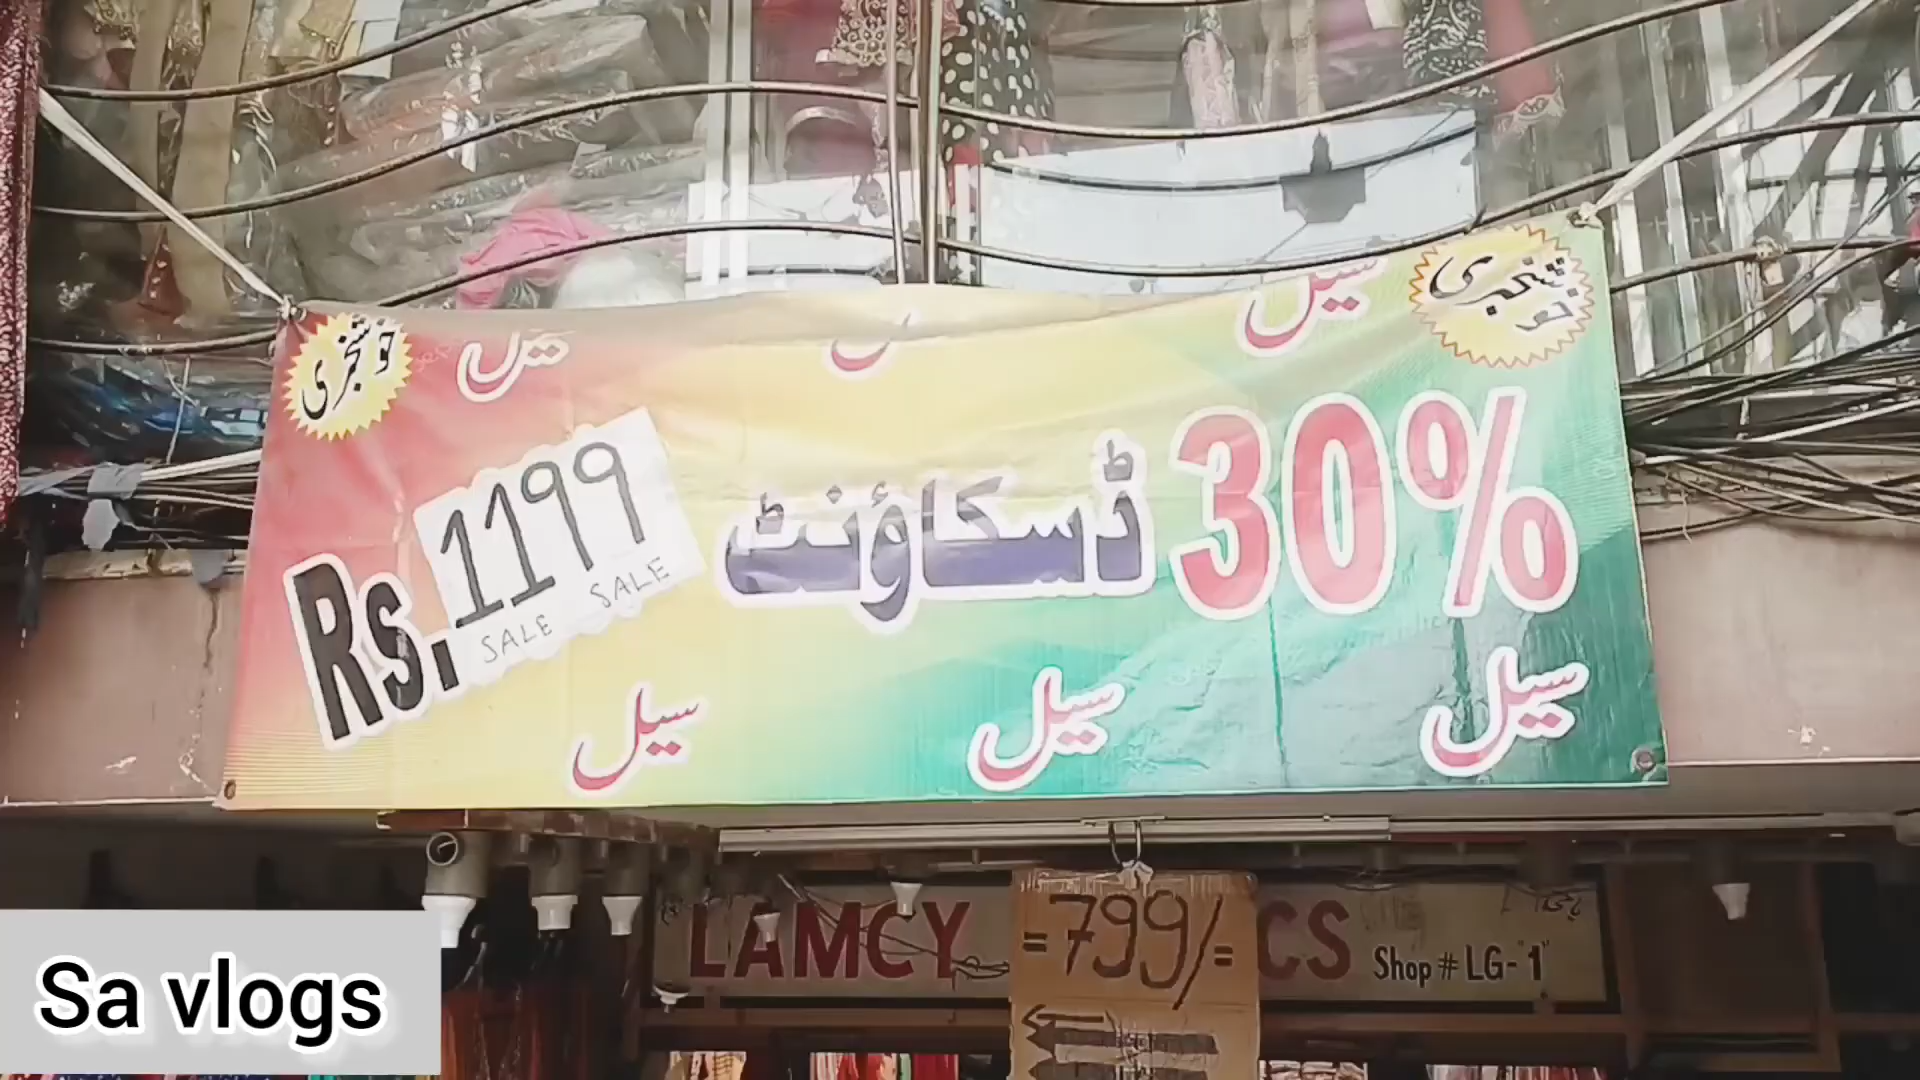 خوشخبری سیل سیل خوشخبری
Rs. 1199 ڈسکاؤنٹ 30%
SALE SALE
سیل سیل سیل
LAMCY =799/= CS Shop # LG-"1"
Sa vlogs